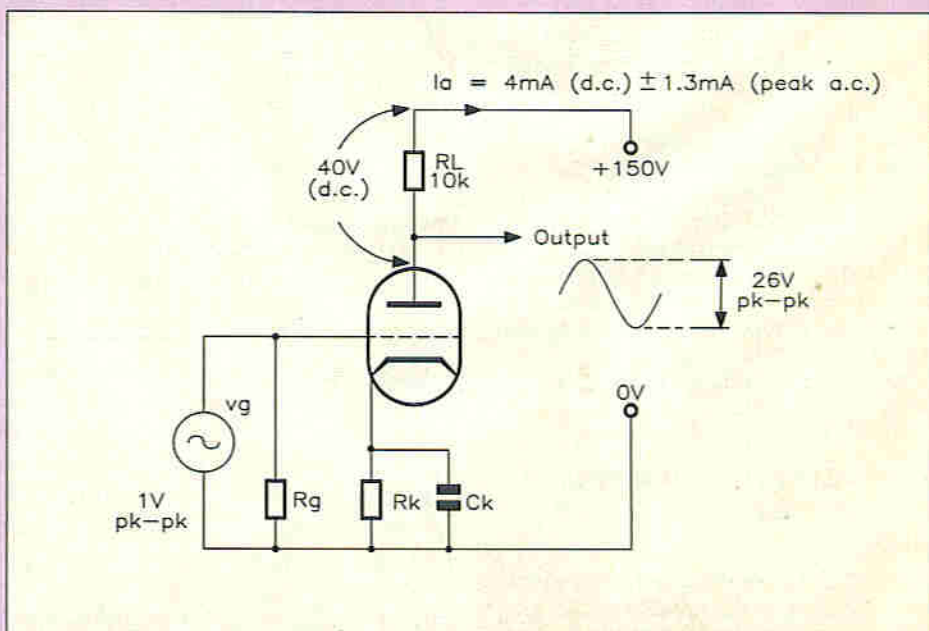 Ia = 4mA (d.c.) ± 1.3mA (peak a.c.)
40V
(d.c.)
RL
10k
+150V
Output
26V
pk-pk
0V
vg
1V
pk-pk
Rg
Rk
Ck